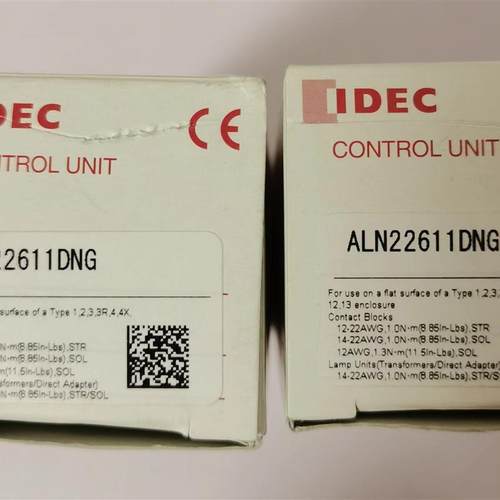 DEC
CE
NTROL UNIT
22611DNG
surface of a Type 1,2,3,3R,4,4X,
N·m(8.85In-Lbs),STR
N·m(8.85In-Lbs),SOL
m(11.5In-Lbs),SOL
nsformers/Direct Adapter)
N·m(8.85In-Lbs),STR/SOL
IDEC
CONTROL UNIT
ALN22611DNG
For use on a flat surface of a Type 1,2,3,
12,13 enclosure
Contact Blocks
12-22AWG,1.0N·m(8.85In-Lbs),STR
14-22AWG,1.0N·m(8.85In-Lbs),SOL
12AWG,1.3N·m(11.5In-Lbs),SOL
Lamp Units(Transformers/Direct Adapter)
14-22AWG,1.0N·m(8.85In-Lbs),STR/SO